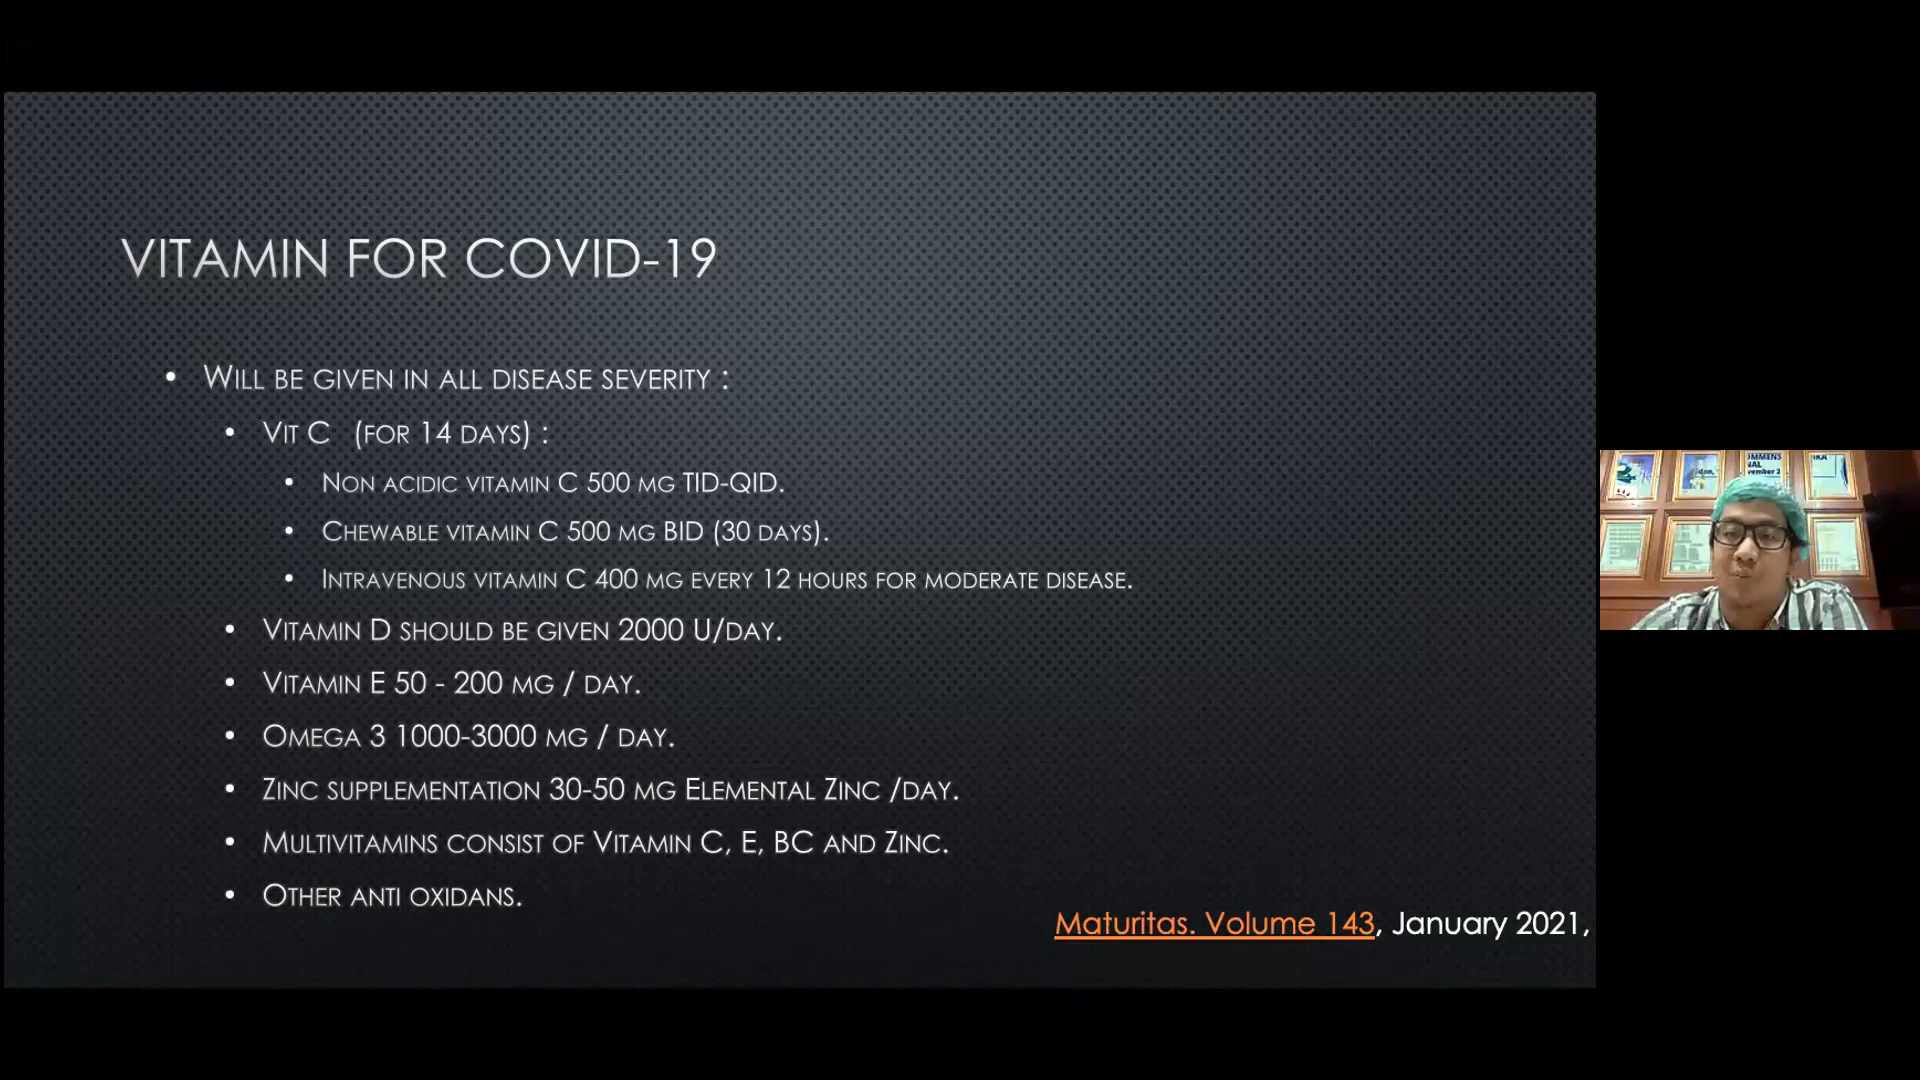 VITAMIN FOR COVID-19
• WILL BE GIVEN IN ALL DISEASE SEVERITY :
• VIT C (FOR 14 DAYS) :
• NON ACIDIC VITAMIN C 500 MG TID-QID.
• CHEWABLE VITAMIN C 500 MG BID (30 DAYS).
• INTRAVENOUS VITAMIN C 400 MG EVERY 12 HOURS FOR MODERATE DISEASE.
• VITAMIN D SHOULD BE GIVEN 2000 U/DAY.
• VITAMIN E 50 - 200 MG / DAY.
• OMEGA 3 1000-3000 MG / DAY.
• ZINC SUPPLEMENTATION 30-50 MG ELEMENTAL ZINC /DAY.
• MULTIVITAMINS CONSIST OF VITAMIN C, E, BC AND ZINC.
• OTHER ANTI OXIDANS.
Maturitas. Volume 143, January 2021,